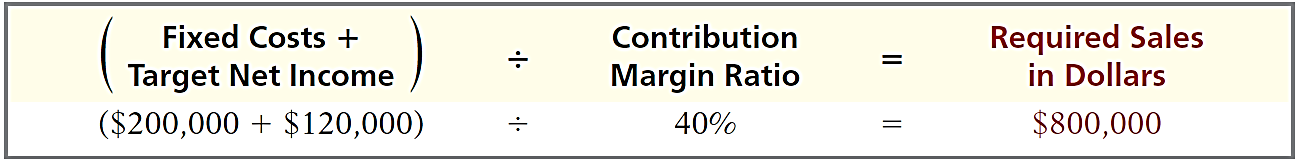 ( Fixed Costs + Target Net Income ) ÷ Contribution Margin Ratio = Required Sales in Dollars
($200,000 + $120,000) ÷ 40% = $800,000